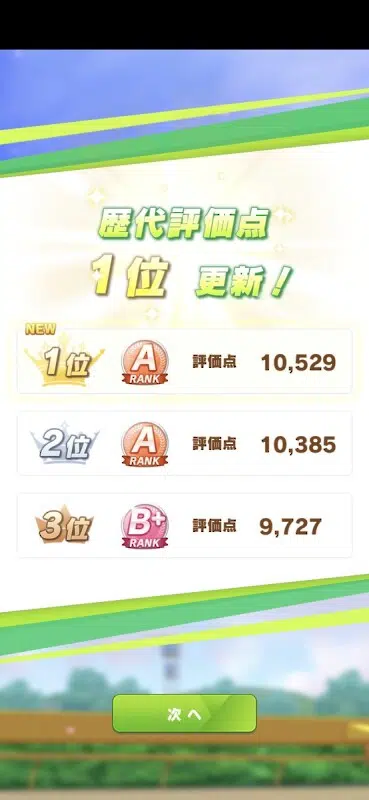 歴代評価点
1位 更新!
NEW
1位 A RANK 評価点 10,529
2位 A RANK 評価点 10,385
3位 B+ RANK 評価点 9,727
次へ